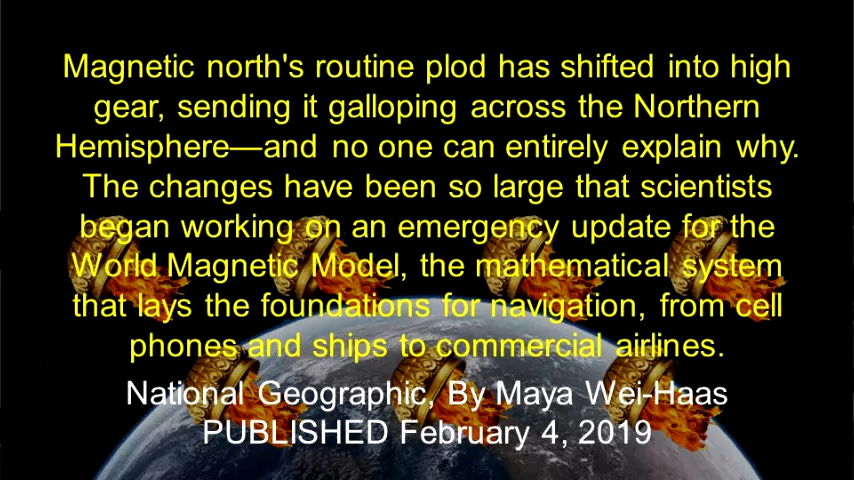 Magnetic north's routine plod has shifted into high
gear, sending it galloping across the Northern
Hemisphere—and no one can entirely explain why.
The changes have been so large that scientists
began working on an emergency update for the
World Magnetic Model, the mathematical system
that lays the foundations for navigation, from cell
phones and ships to commercial airlines.
National Geographic, By Maya Wei-Haas
PUBLISHED February 4, 2019